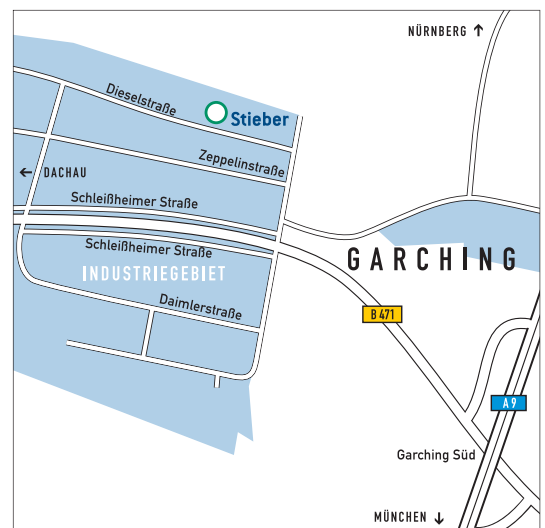 NÜRNBERG ↑
Dieselstraße
Stieber
Zeppelinstraße
← DACHAU
Schleißheimer Straße
Schleißheimer Straße
GARCHING
INDUSTRIEGEBIET
Daimlerstraße
B 471
A 9
Garching Süd
MÜNCHEN ↓